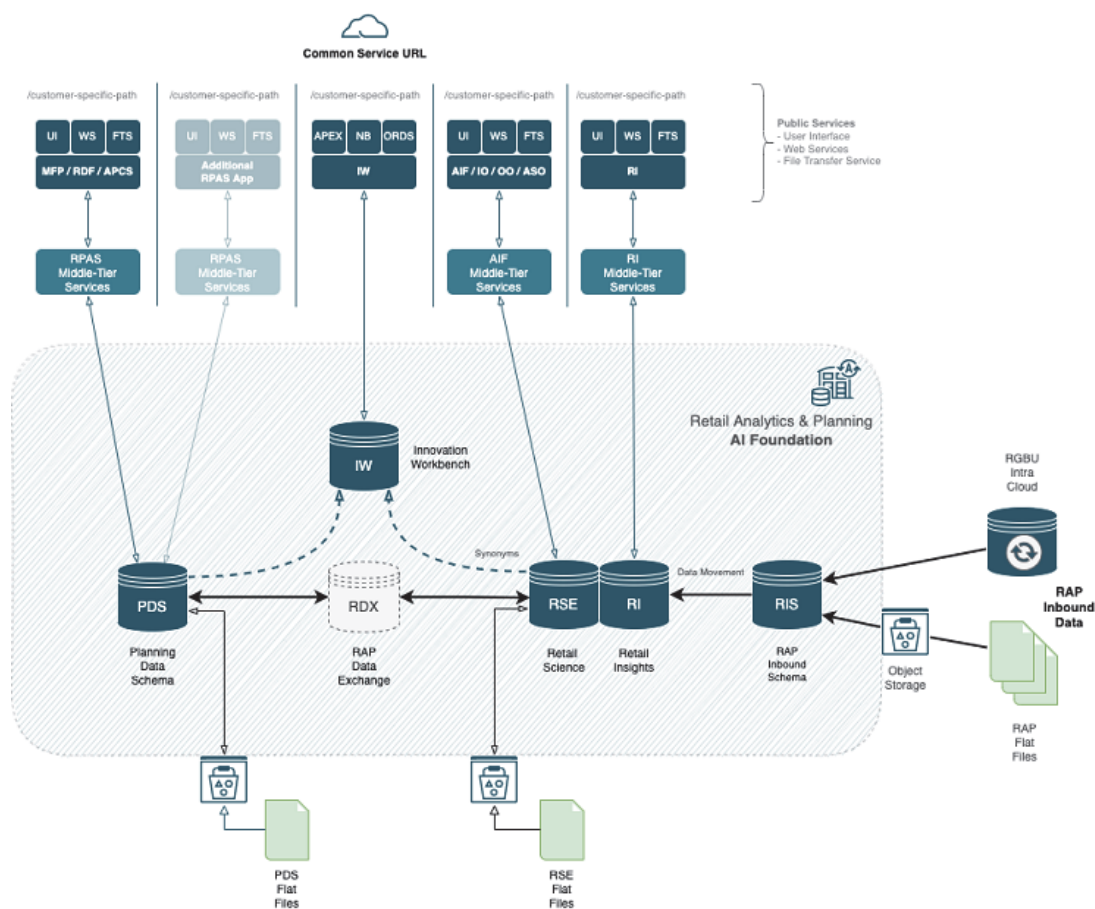 Common Service URL
/customer-specific-path
/customer-specific-path
/customer-specific-path
/customer-specific-path
/customer-specific-path
UI WS FTS
UI WS FTS
APEX NB ORDS
UI WS FTS
UI WS FTS
MFP / RDF / APCS
Additional
RPAS App
IW
AIF / IO / OO / ASO
RI
Public Services
- User Interface
- Web Services
- File Transfer Service
RPAS
Middle-Tier
Services
RPAS
Middle-Tier
Services
AIF
Middle-Tier
Services
RI
Middle-Tier
Services
A
Retail Analytics & Planning
AI Foundation
IW
Innovation
Workbench
RGBU
Intra
Cloud
Synonyms
Data Movement
PDS
RDX
RSE
RI
RIS
RAP
Inbound
Data
Planning
Data
Schema
RAP
Data
Exchange
Retail
Science
Retail
Insights
RAP
Inbound
Schema
Object
Storage
RAP
Flat
Files
PDS
Flat
Files
RSE
Flat
Files